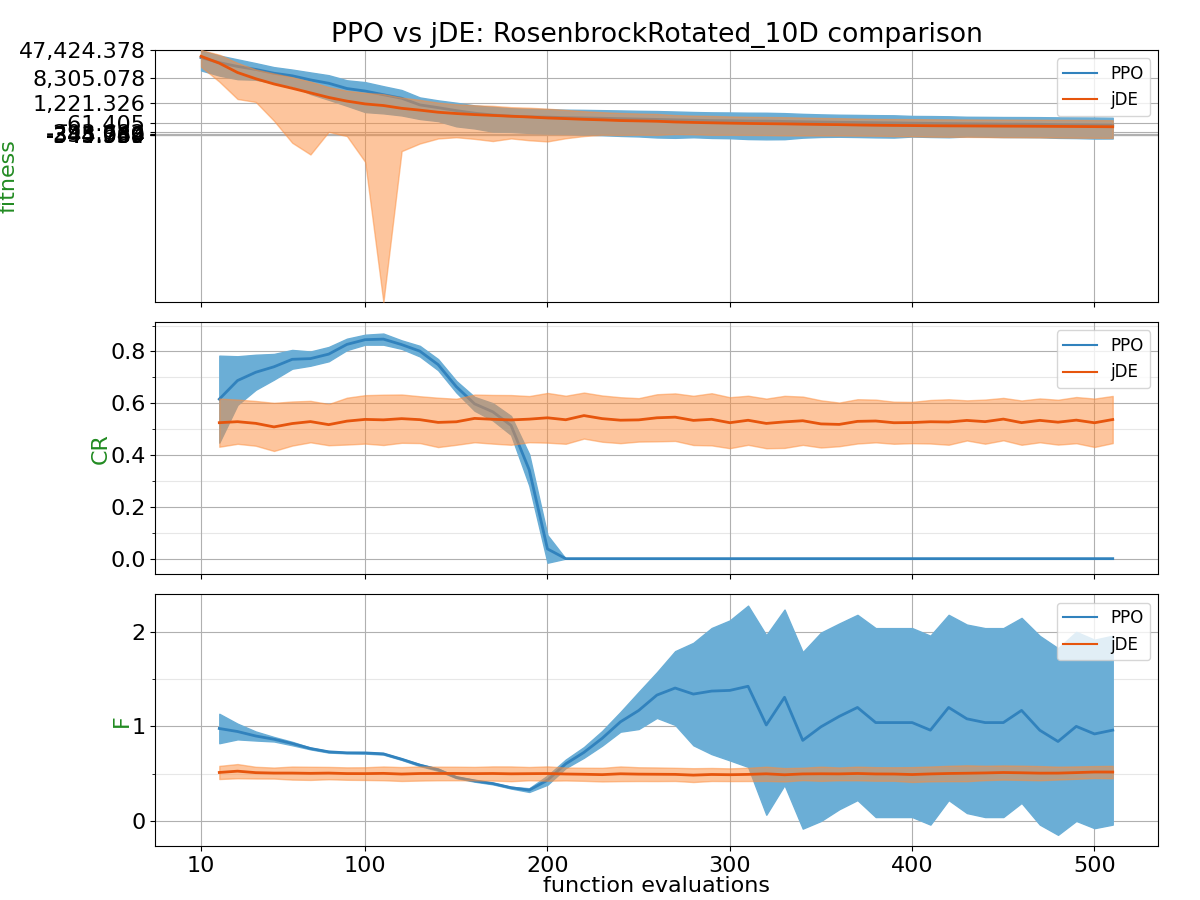 PPO vs jDE: RosenbrockRotated_10D comparison
47,424.378
8,305.078
1,221.326
61.405
fitness
PPO
jDE
0.8
0.6
0.4
0.2
0.0
CR
PPO
jDE
2
1
0
F
PPO
jDE
10 100 200 300 400 500
function evaluations